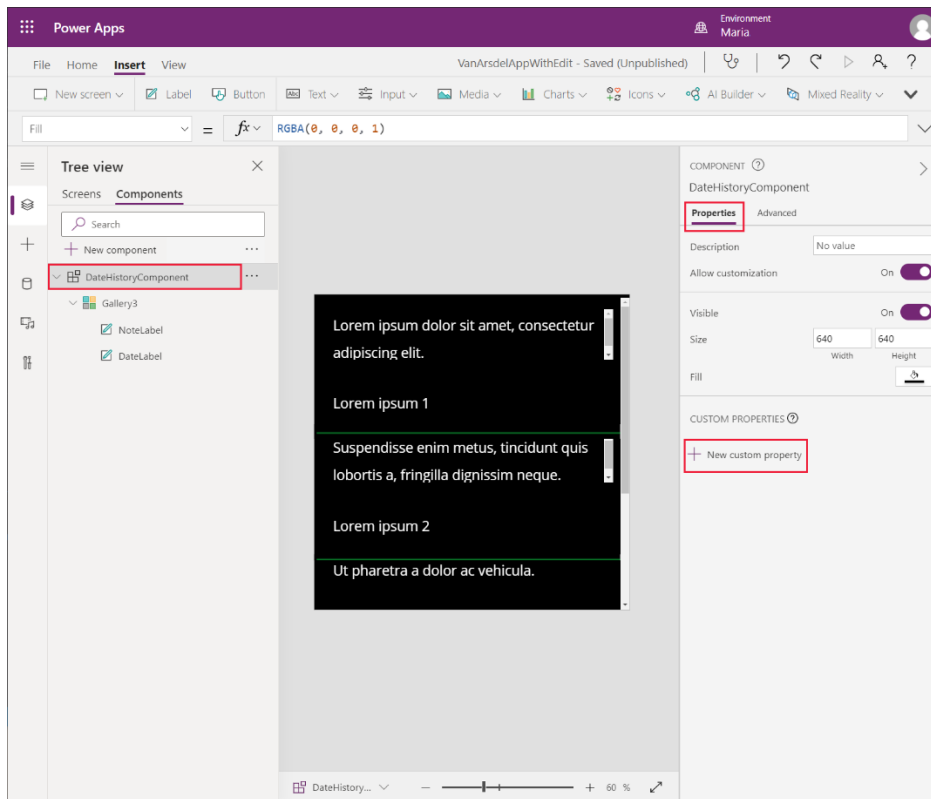 Power Apps
Environment
Maria
File Home Insert View
VanArsdelAppWithEdit - Saved (Unpublished)
?
New screen Label Button Abc Text Input Media Charts Icons AI Builder Mixed Reality
Fill = fx RGBA(0, 0, 0, 1)
Tree view
Screens Components
Search
New component ...
DateHistoryComponent ...
Gallery3
NoteLabel
DateLabel
Lorem ipsum dolor sit amet, consectetur
adipiscing elit.
Lorem ipsum 1
Suspendisse enim metus, tincidunt quis
lobortis a, fringilla dignissim neque.
Lorem ipsum 2
Ut pharetra a dolor ac vehicula.
DateHistory... − + 60 %
COMPONENT ?
DateHistoryComponent
Properties Advanced
Description No value
Allow customization On
Visible On
Size 640 640
Width Height
Fill
CUSTOM PROPERTIES ?
New custom property